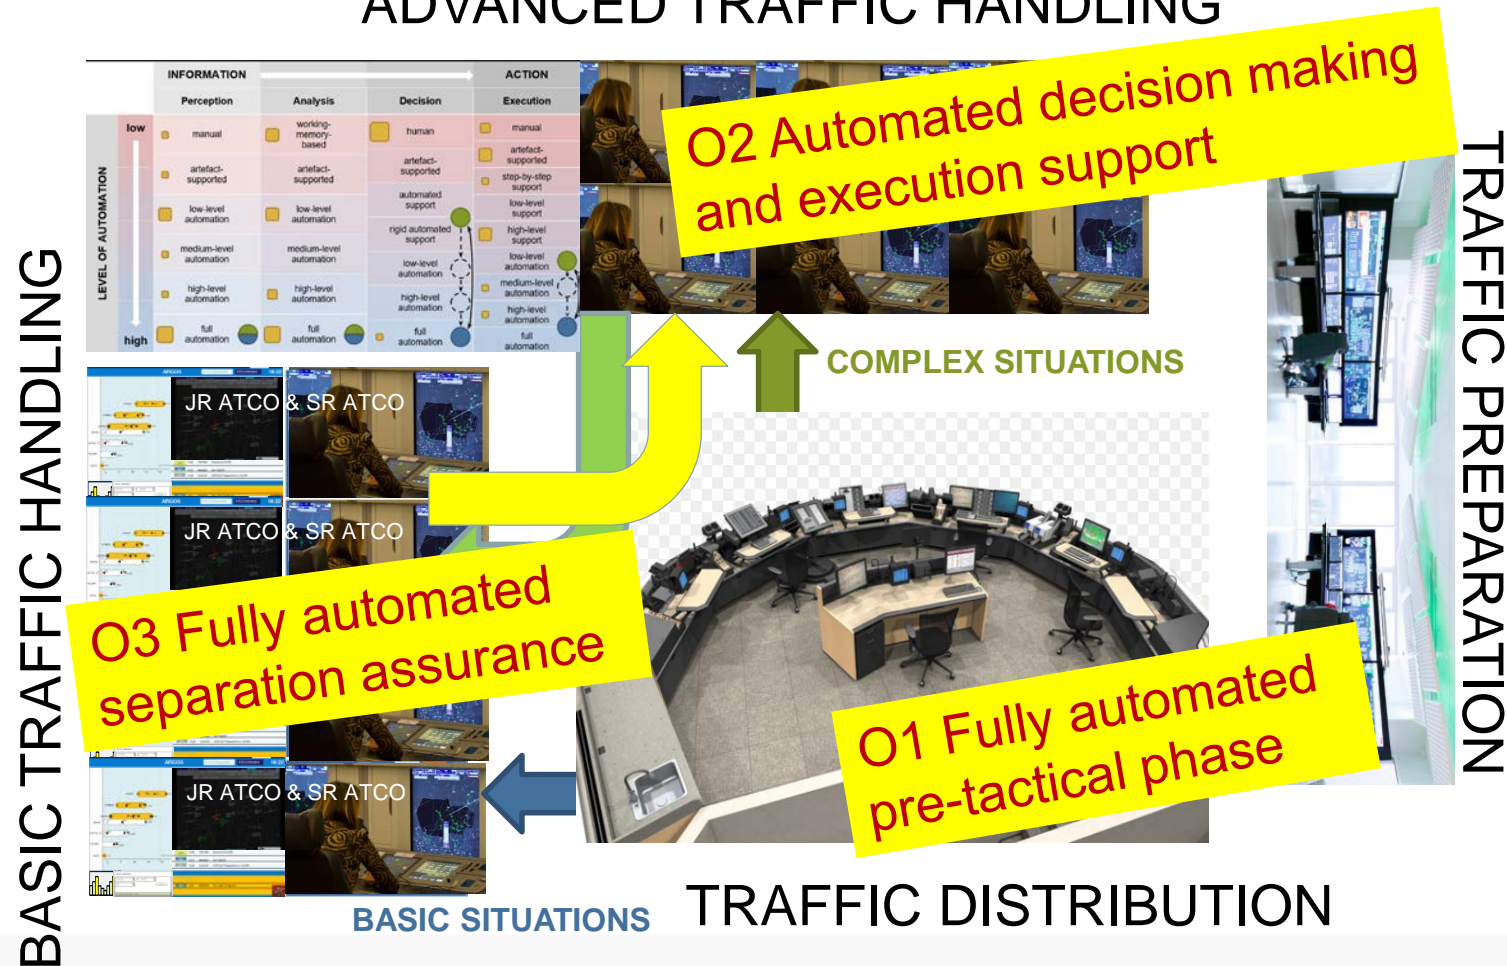 ADVANCED TRAFFIC HANDLING
INFORMATION
ACTION
Perception
Analysis
Decision
Execution
LEVEL OF AUTOMATION
low
high
manual
artefact-
supported
low-level
automation
medium-level
automation
high-level
automation
full
automation
working-
memory-
based
artefact-
supported
low-level
automation
medium-level
automation
high-level
automation
full
automation
human
artefact-
supported
automated
support
rigid automated
support
low-level
automation
high-level
automation
full
automation
manual
artefact-
supported
step-by-step
support
low-level
support
high-level
support
low-level
automation
medium-level
automation
high-level
automation
full
automation
O2 Automated decision making
and execution support
TRAFFIC PREPARATION
BASIC TRAFFIC HANDLING
COMPLEX SITUATIONS
ARGOS
JR ATCO & SR ATCO
ARGOS
JR ATCO & SR ATCO
O3 Fully automated
separation assurance
O1 Fully automated
pre-tactical phase
ARGOS
JR ATCO & SR ATCO
BASIC SITUATIONS
TRAFFIC DISTRIBUTION